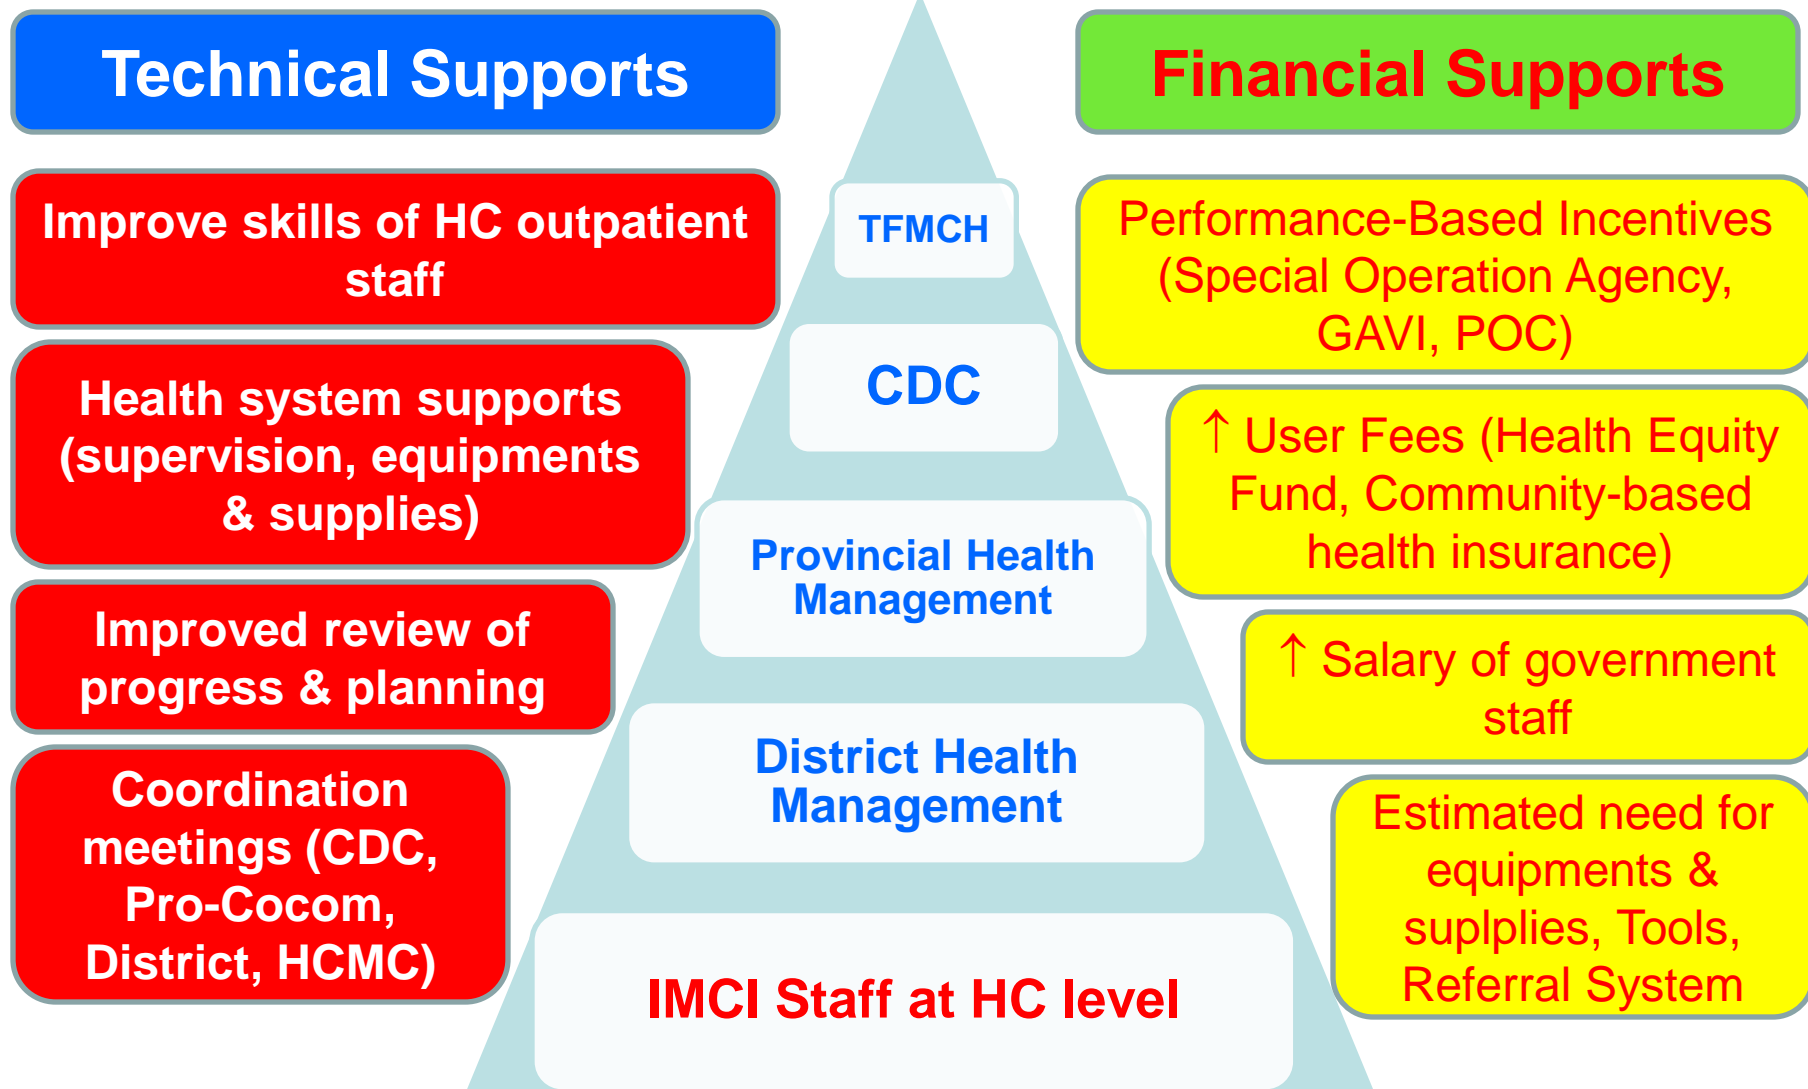 Technical Supports
Improve skills of HC outpatient
staff
Health system supports
(supervision, equipments
& supplies)
Improved review of
progress & planning
Coordination
meetings (CDC,
Pro-Cocom,
District, HCMC)
TFMCH
CDC
Provincial Health
Management
District Health
Management
IMCI Staff at HC level
Financial Supports
Performance-Based Incentives
(Special Operation Agency,
GAVI, POC)
↑ User Fees (Health Equity
Fund, Community-based
health insurance)
↑ Salary of government
staff
Estimated need for
equipments &
suplplies, Tools,
Referral System